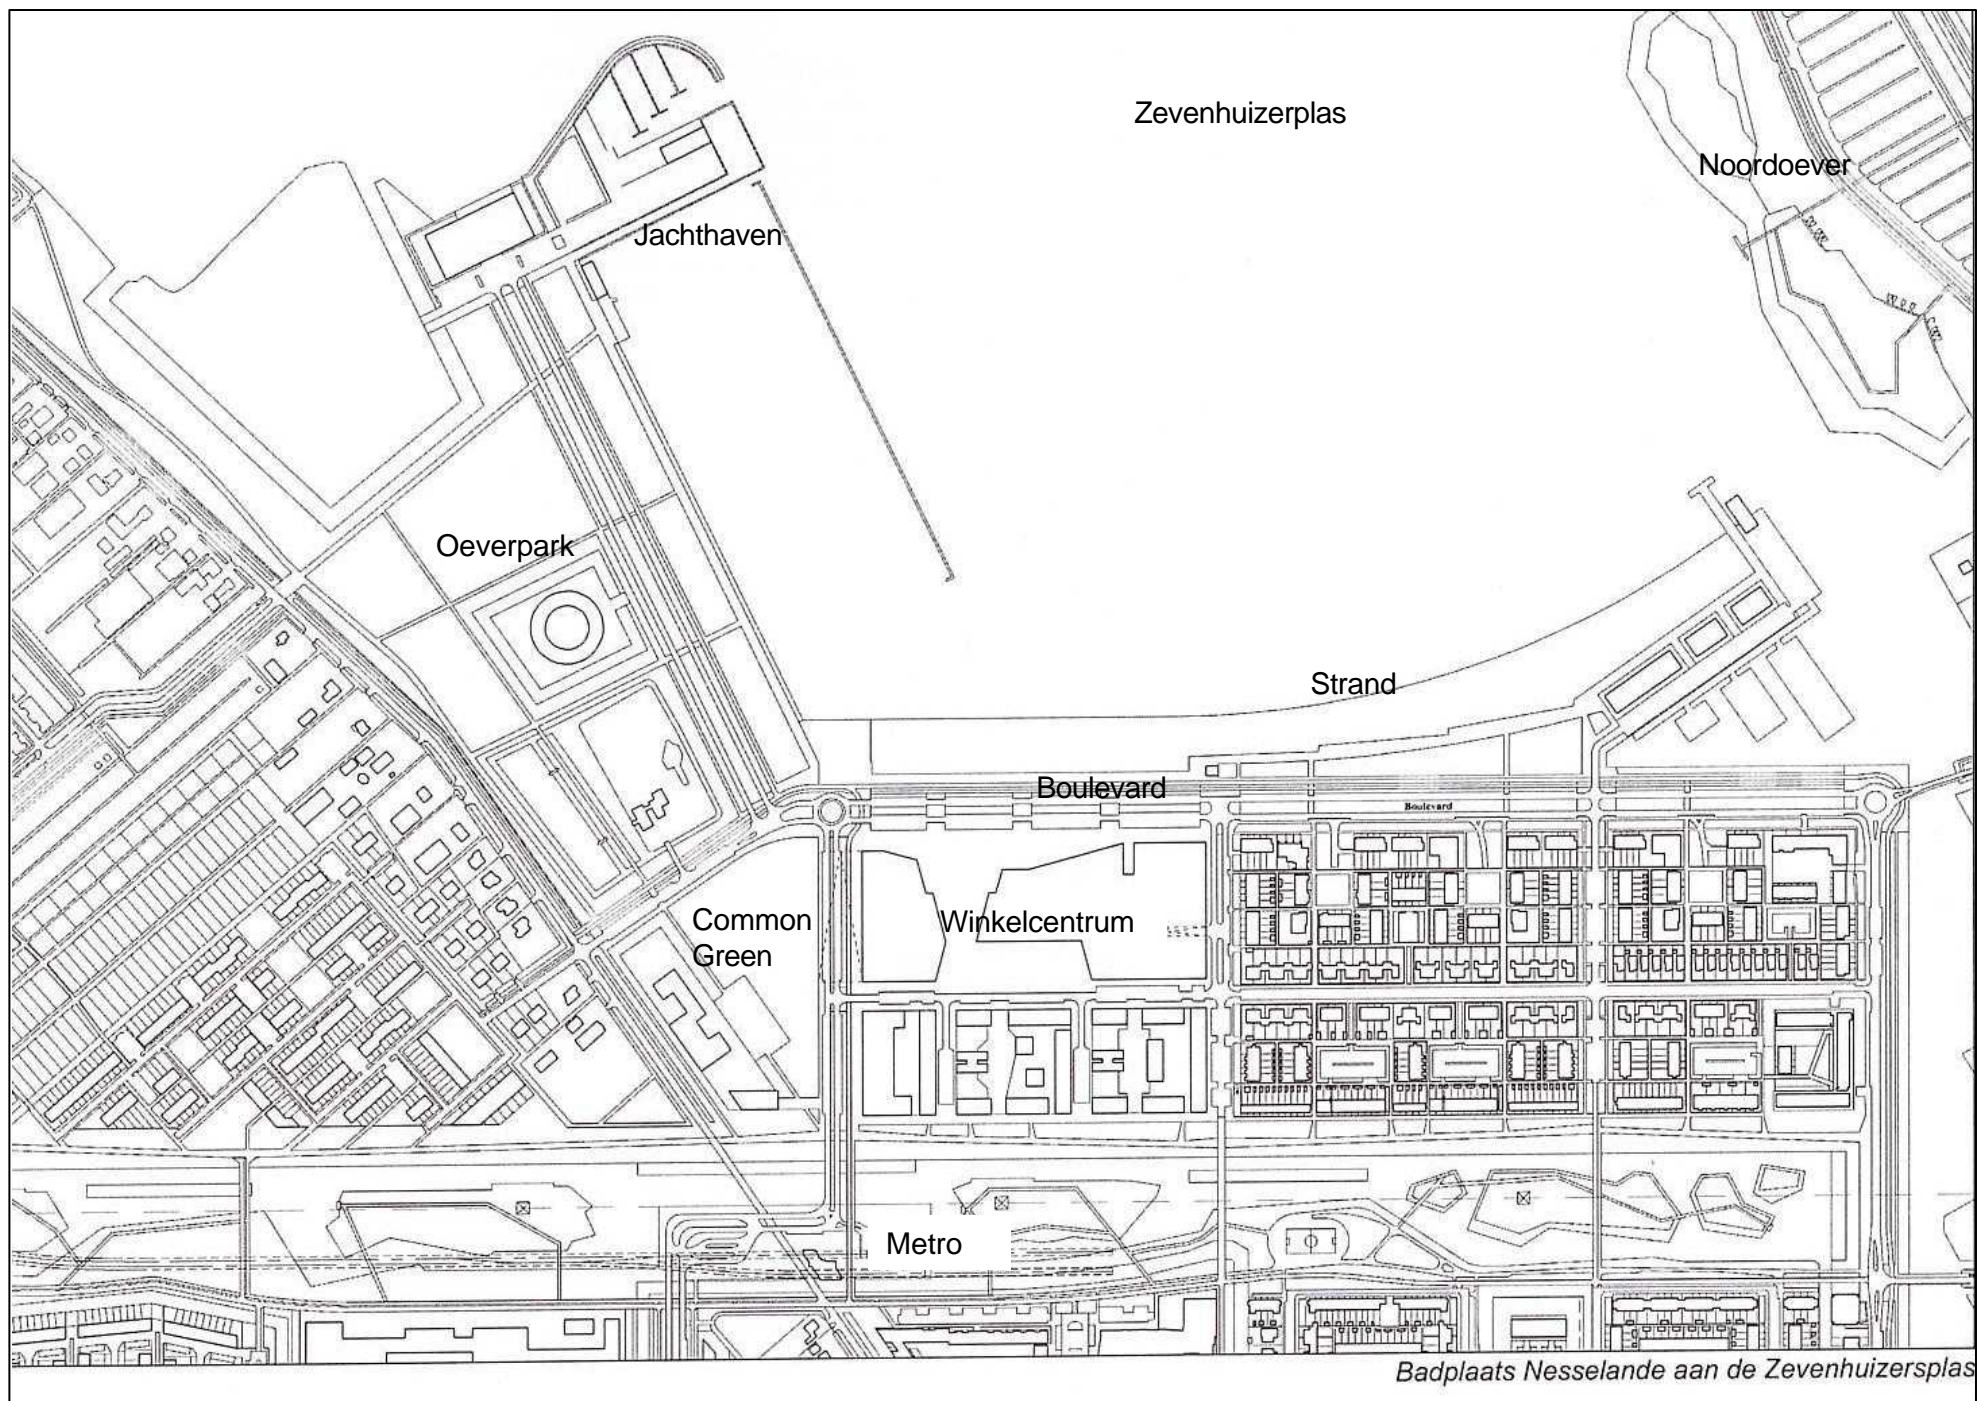 Zevenhuizerplas
Noordoever
Jachthaven
Oeverpark
Strand
Boulevard
Boulevard
Common
Green
Winkelcentrum
Metro
Badplaats Nesselande aan de Zevenhuizersplas